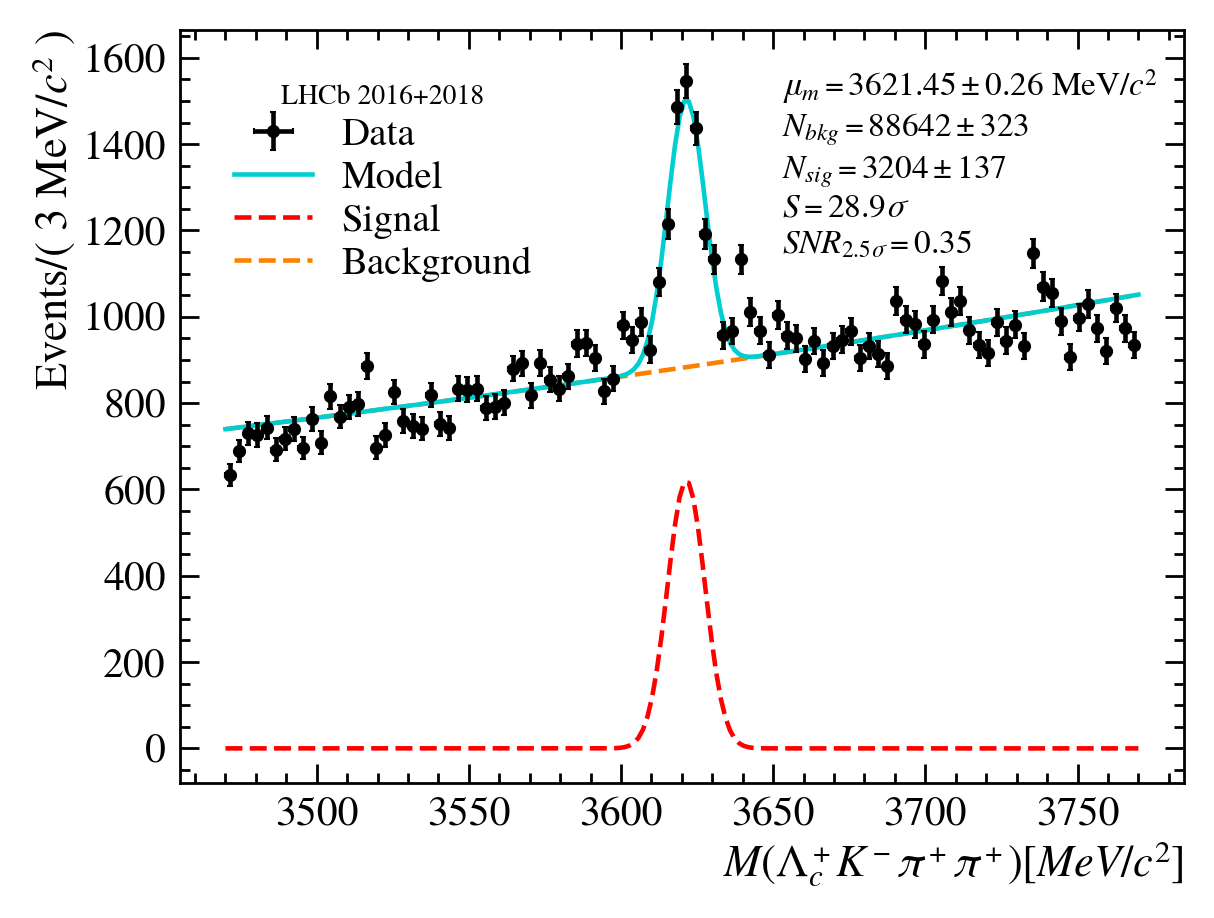 Events/( 3 MeV/c²)
1600
1400
1200
1000
800
600
400
200
0
LHCb 2016+2018
Data
Model
Signal
Background
μ_m = 3621.45 ± 0.26 MeV/c²
N_bkg = 88642 ± 323
N_sig = 3204 ± 137
S = 28.9 σ
SNR_2.5σ = 0.35
3500 3550 3600 3650 3700 3750
M(Λ_c^+ K^- π^+ π^+)[MeV/c²]